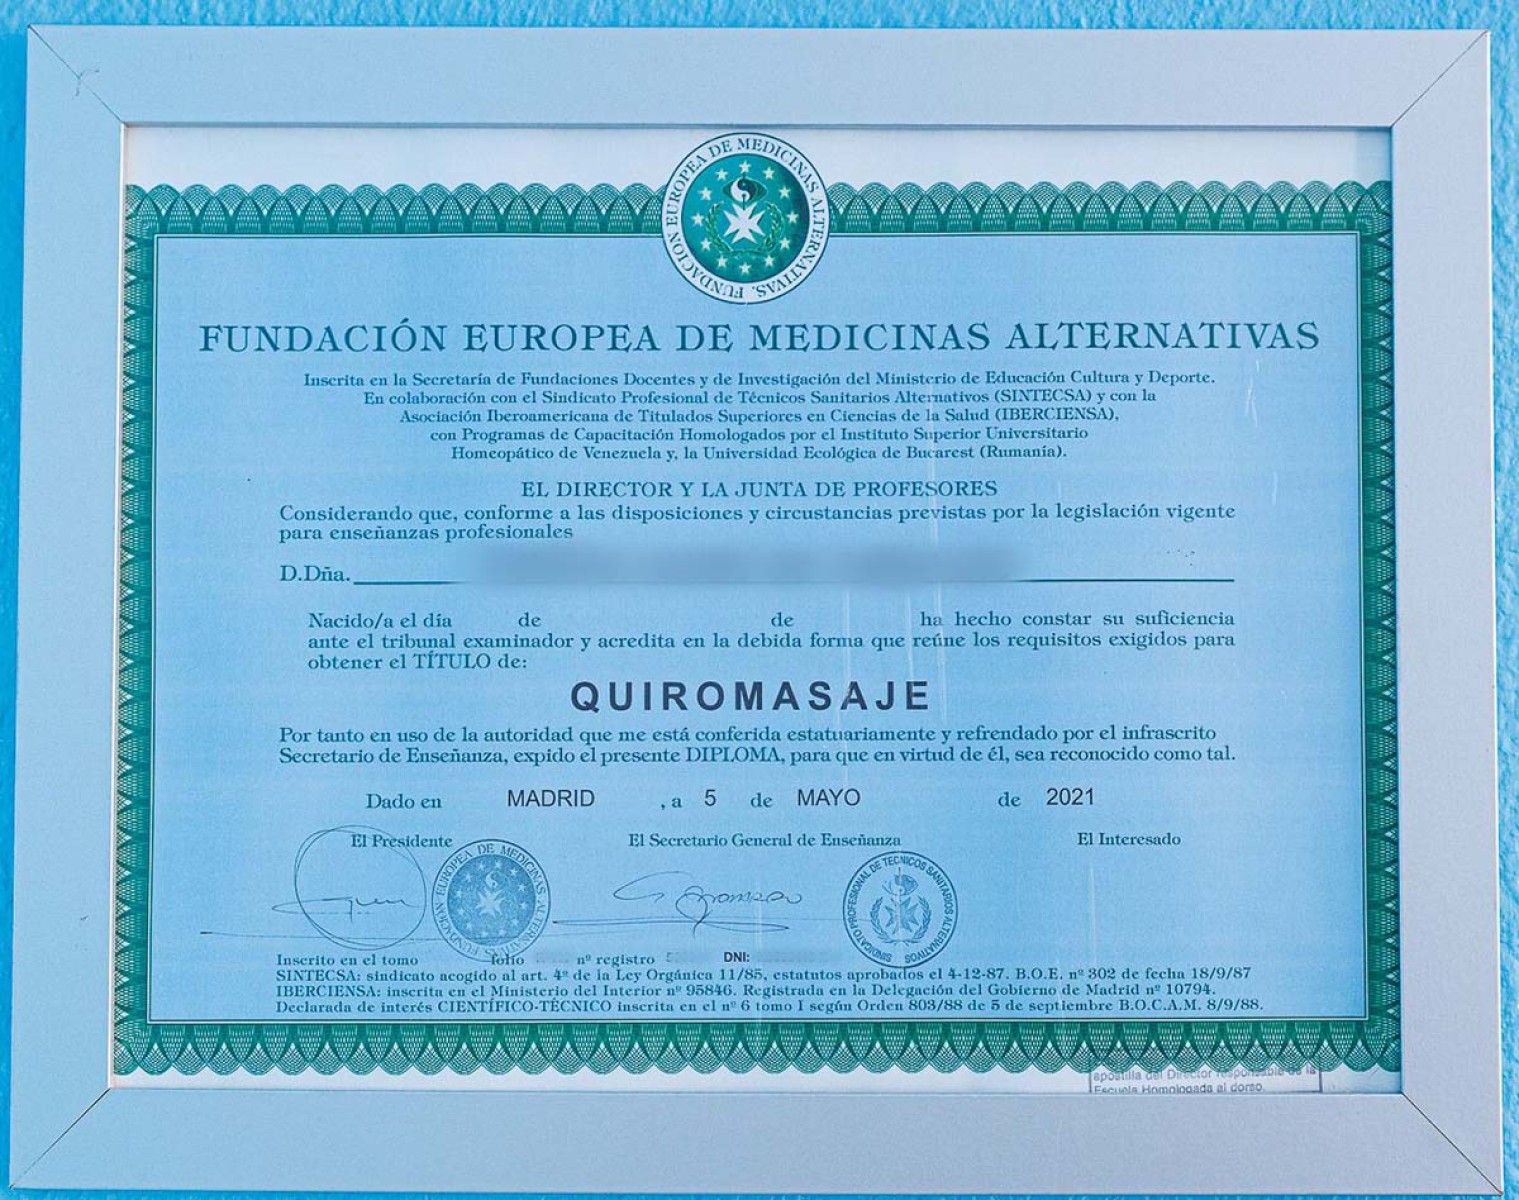 FUNDACION EUROPEA DE MEDICINAS ALTERNATIVAS.
FUNDACIÓN EUROPEA DE MEDICINAS ALTERNATIVAS
Inscrita en la Secretaría de Fundaciones Docentes y de Investigación del Ministerio de Educación Cultura y Deporte.
En colaboración con el Sindicato Profesional de Técnicos Sanitarios Alternativos (SINTECSA) y con la
Asociación Iberoamericana de Titulados Superiores en Ciencias de la Salud (IBERCIENSA),
con Programas de Capacitación Homologados por el Instituto Superior Universitario
Homeopático de Venezuela y, la Universidad Ecológica de Bucarest (Rumanía).
EL DIRECTOR Y LA JUNTA DE PROFESORES
Considerando que, conforme a las disposiciones y circustancias previstas por la legislación vigente
para enseñanzas profesionales
D.Dña.
Nacido/a el día de de ha hecho constar su suficiencia
ante el tribunal examinador y acredita en la debida forma que reúne los requisitos exigidos para
obtener el TÍTULO de:
QUIROMASAJE
Por tanto en uso de la autoridad que me está conferida estatuariamente y refrendado por el infrascrito
Secretario de Enseñanza, expido el presente DIPLOMA, para que en virtud de él, sea reconocido como tal.
Dado en MADRID , a 5 de MAYO de 2021
El Presidente El Secretario General de Enseñanza El Interesado
FUNDACIÓN EUROPEA DE MEDICINAS ALTERNATIVAS
SINDICATO PROFESIONAL DE TECNICOS SANITARIOS ALTERNATIVOS
Inscrito en el tomo folio nº registro DNI:
SINTECSA: sindicato acogido al art. 4º de la Ley Orgánica 11/85, estatutos aprobados el 4-12-87. B.O.E. nº 302 de fecha 18/9/87
IBERCIENSA: inscrita en el Ministerio del Interior nº 95846. Registrada en la Delegación del Gobierno de Madrid nº 10794.
Declarada de interés CIENTÍFICO-TÉCNICO inscrita en el nº 6 tomo I según Orden 803/88 de 5 de septiembre B.O.C.A.M. 8/9/88.
apostilla del Director responsable de la
Escuela Homologada al dorso.